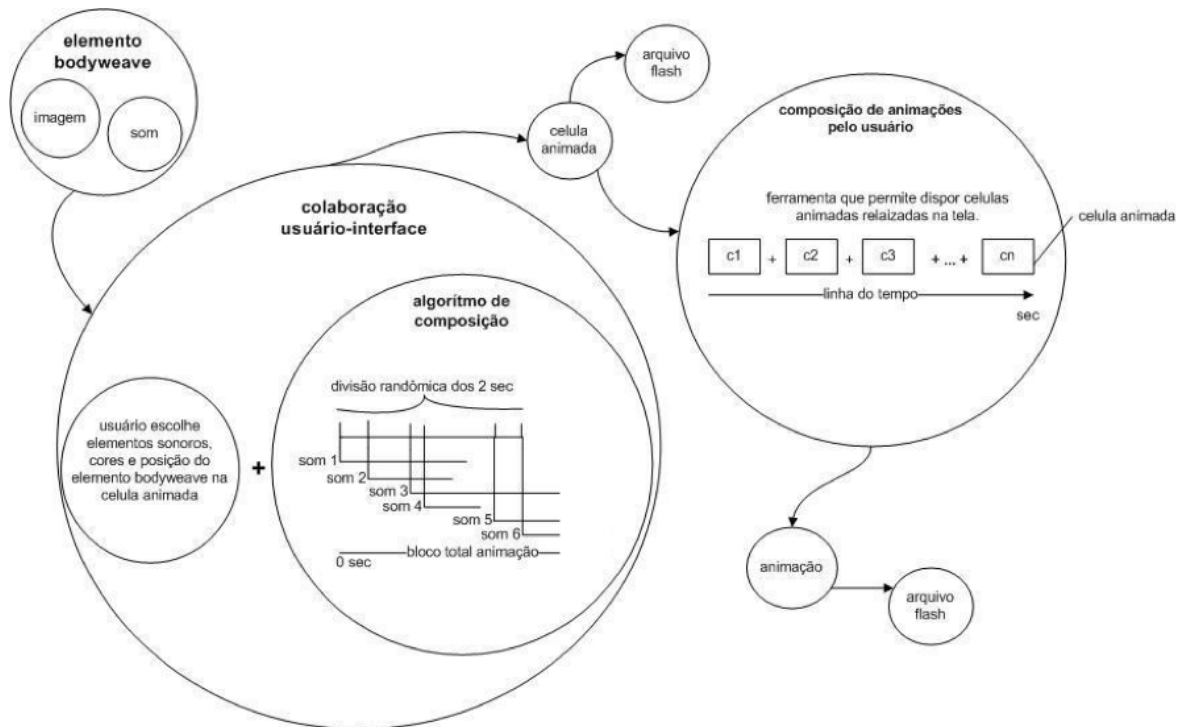 elemento
bodyweave
imagem
som
colaboração
usuário-interface
usuário escolhe
elementos sonoros,
cores e posição do
elemento bodyweave na
celula animada
+
algorítmo de
composição
divisão randômica dos 2 sec
som 1
som 2
som 3
som 4
som 5
som 6
bloco total animação
0 sec
celula
animada
arquivo
flash
composição de animações
pelo usuário
ferramenta que permite dispor celulas
animadas relaizadas na tela.
c1 + c2 + c3 + ... + cn
celula animada
linha do tempo
sec
animação
arquivo
flash